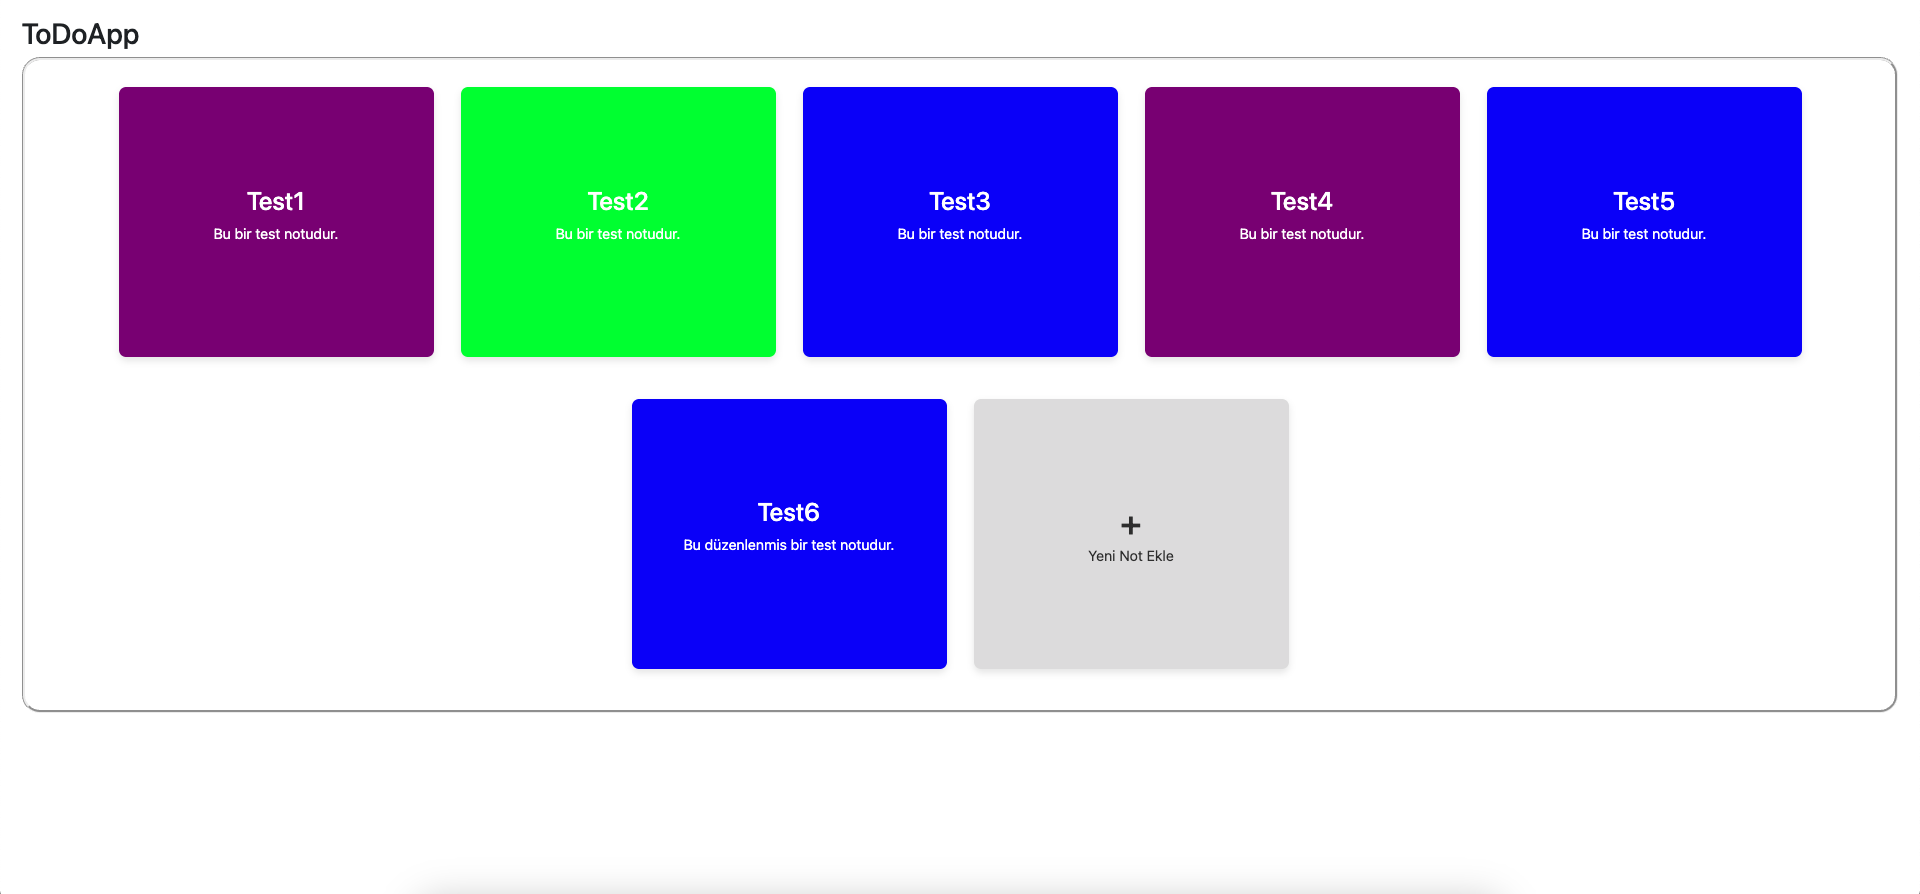 ToDoApp
Test1
Bu bir test notudur.
Test2
Bu bir test notudur.
Test3
Bu bir test notudur.
Test4
Bu bir test notudur.
Test5
Bu bir test notudur.
Test6
Bu düzenlenmis bir test notudur.
+
Yeni Not Ekle